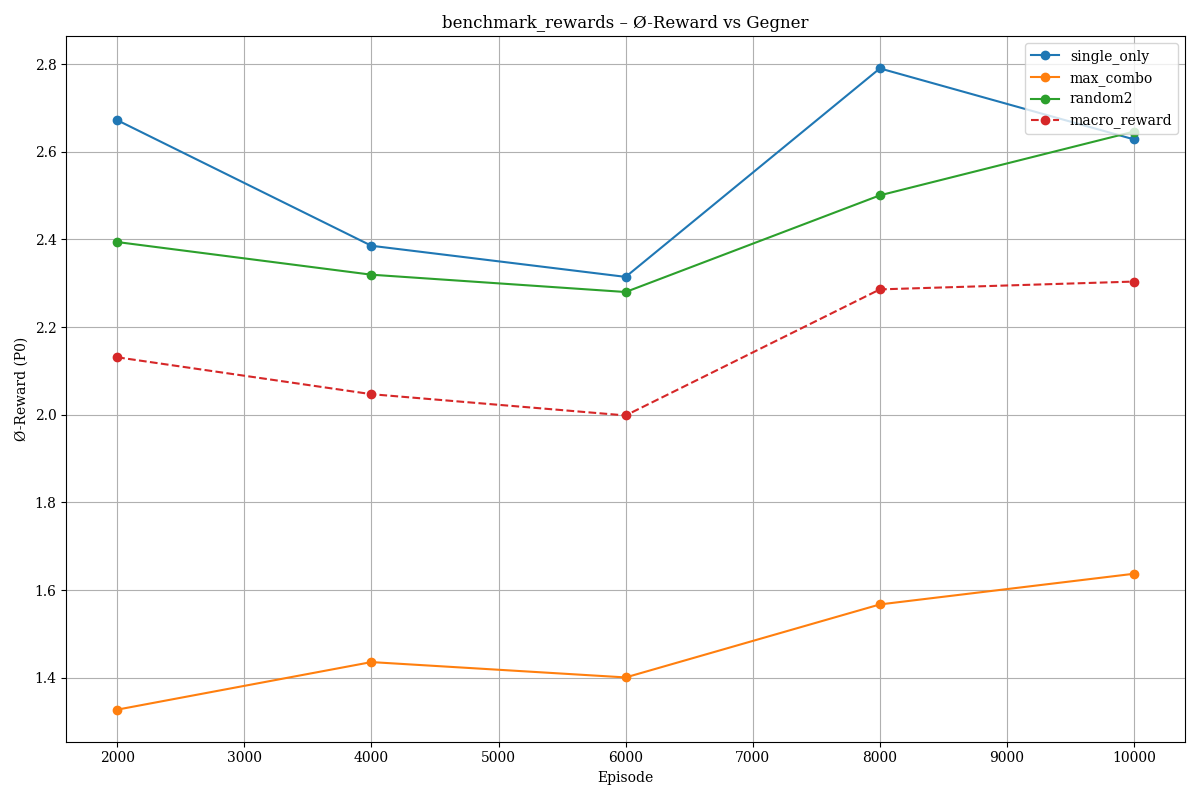 benchmark_rewards – Ø-Reward vs Gegner
single_only
max_combo
random2
macro_reward
Ø-Reward (P0)
2.8
2.6
2.4
2.2
2.0
1.8
1.6
1.4
2000 3000 4000 5000 6000 7000 8000 9000 10000
Episode